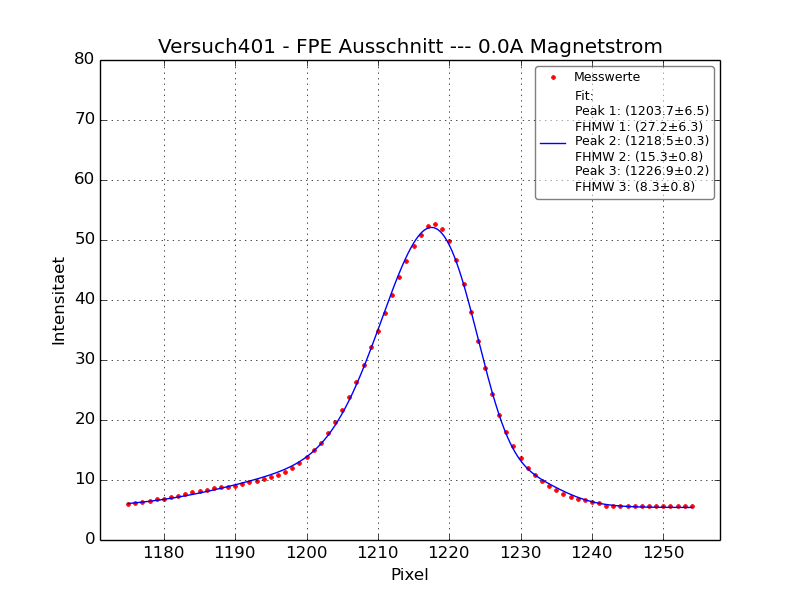 Versuch401 - FPE Ausschnitt --- 0.0A Magnetstrom
Messwerte
Fit:
Peak 1: (1203.7±6.5)
FHMW 1: (27.2±6.3)
Peak 2: (1218.5±0.3)
FHMW 2: (15.3±0.8)
Peak 3: (1226.9±0.2)
FHMW 3: (8.3±0.8)
Intensitaet
80
70
60
50
40
30
20
10
0
1180 1190 1200 1210 1220 1230 1240 1250
Pixel